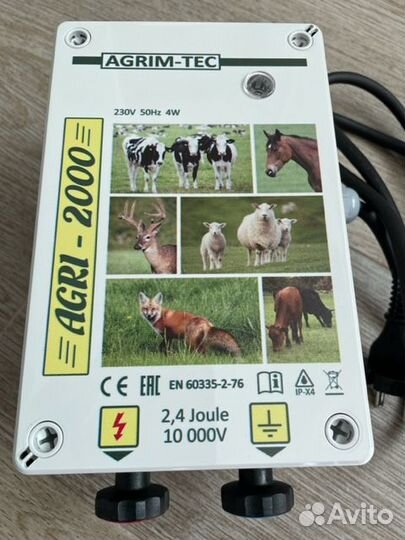 AGRIM-TEC
230V 50Hz 4W
AGRI - 2000
CE EAC EN 60335-2-76
IP-X4
2,4 Joule
10 000V
Avito